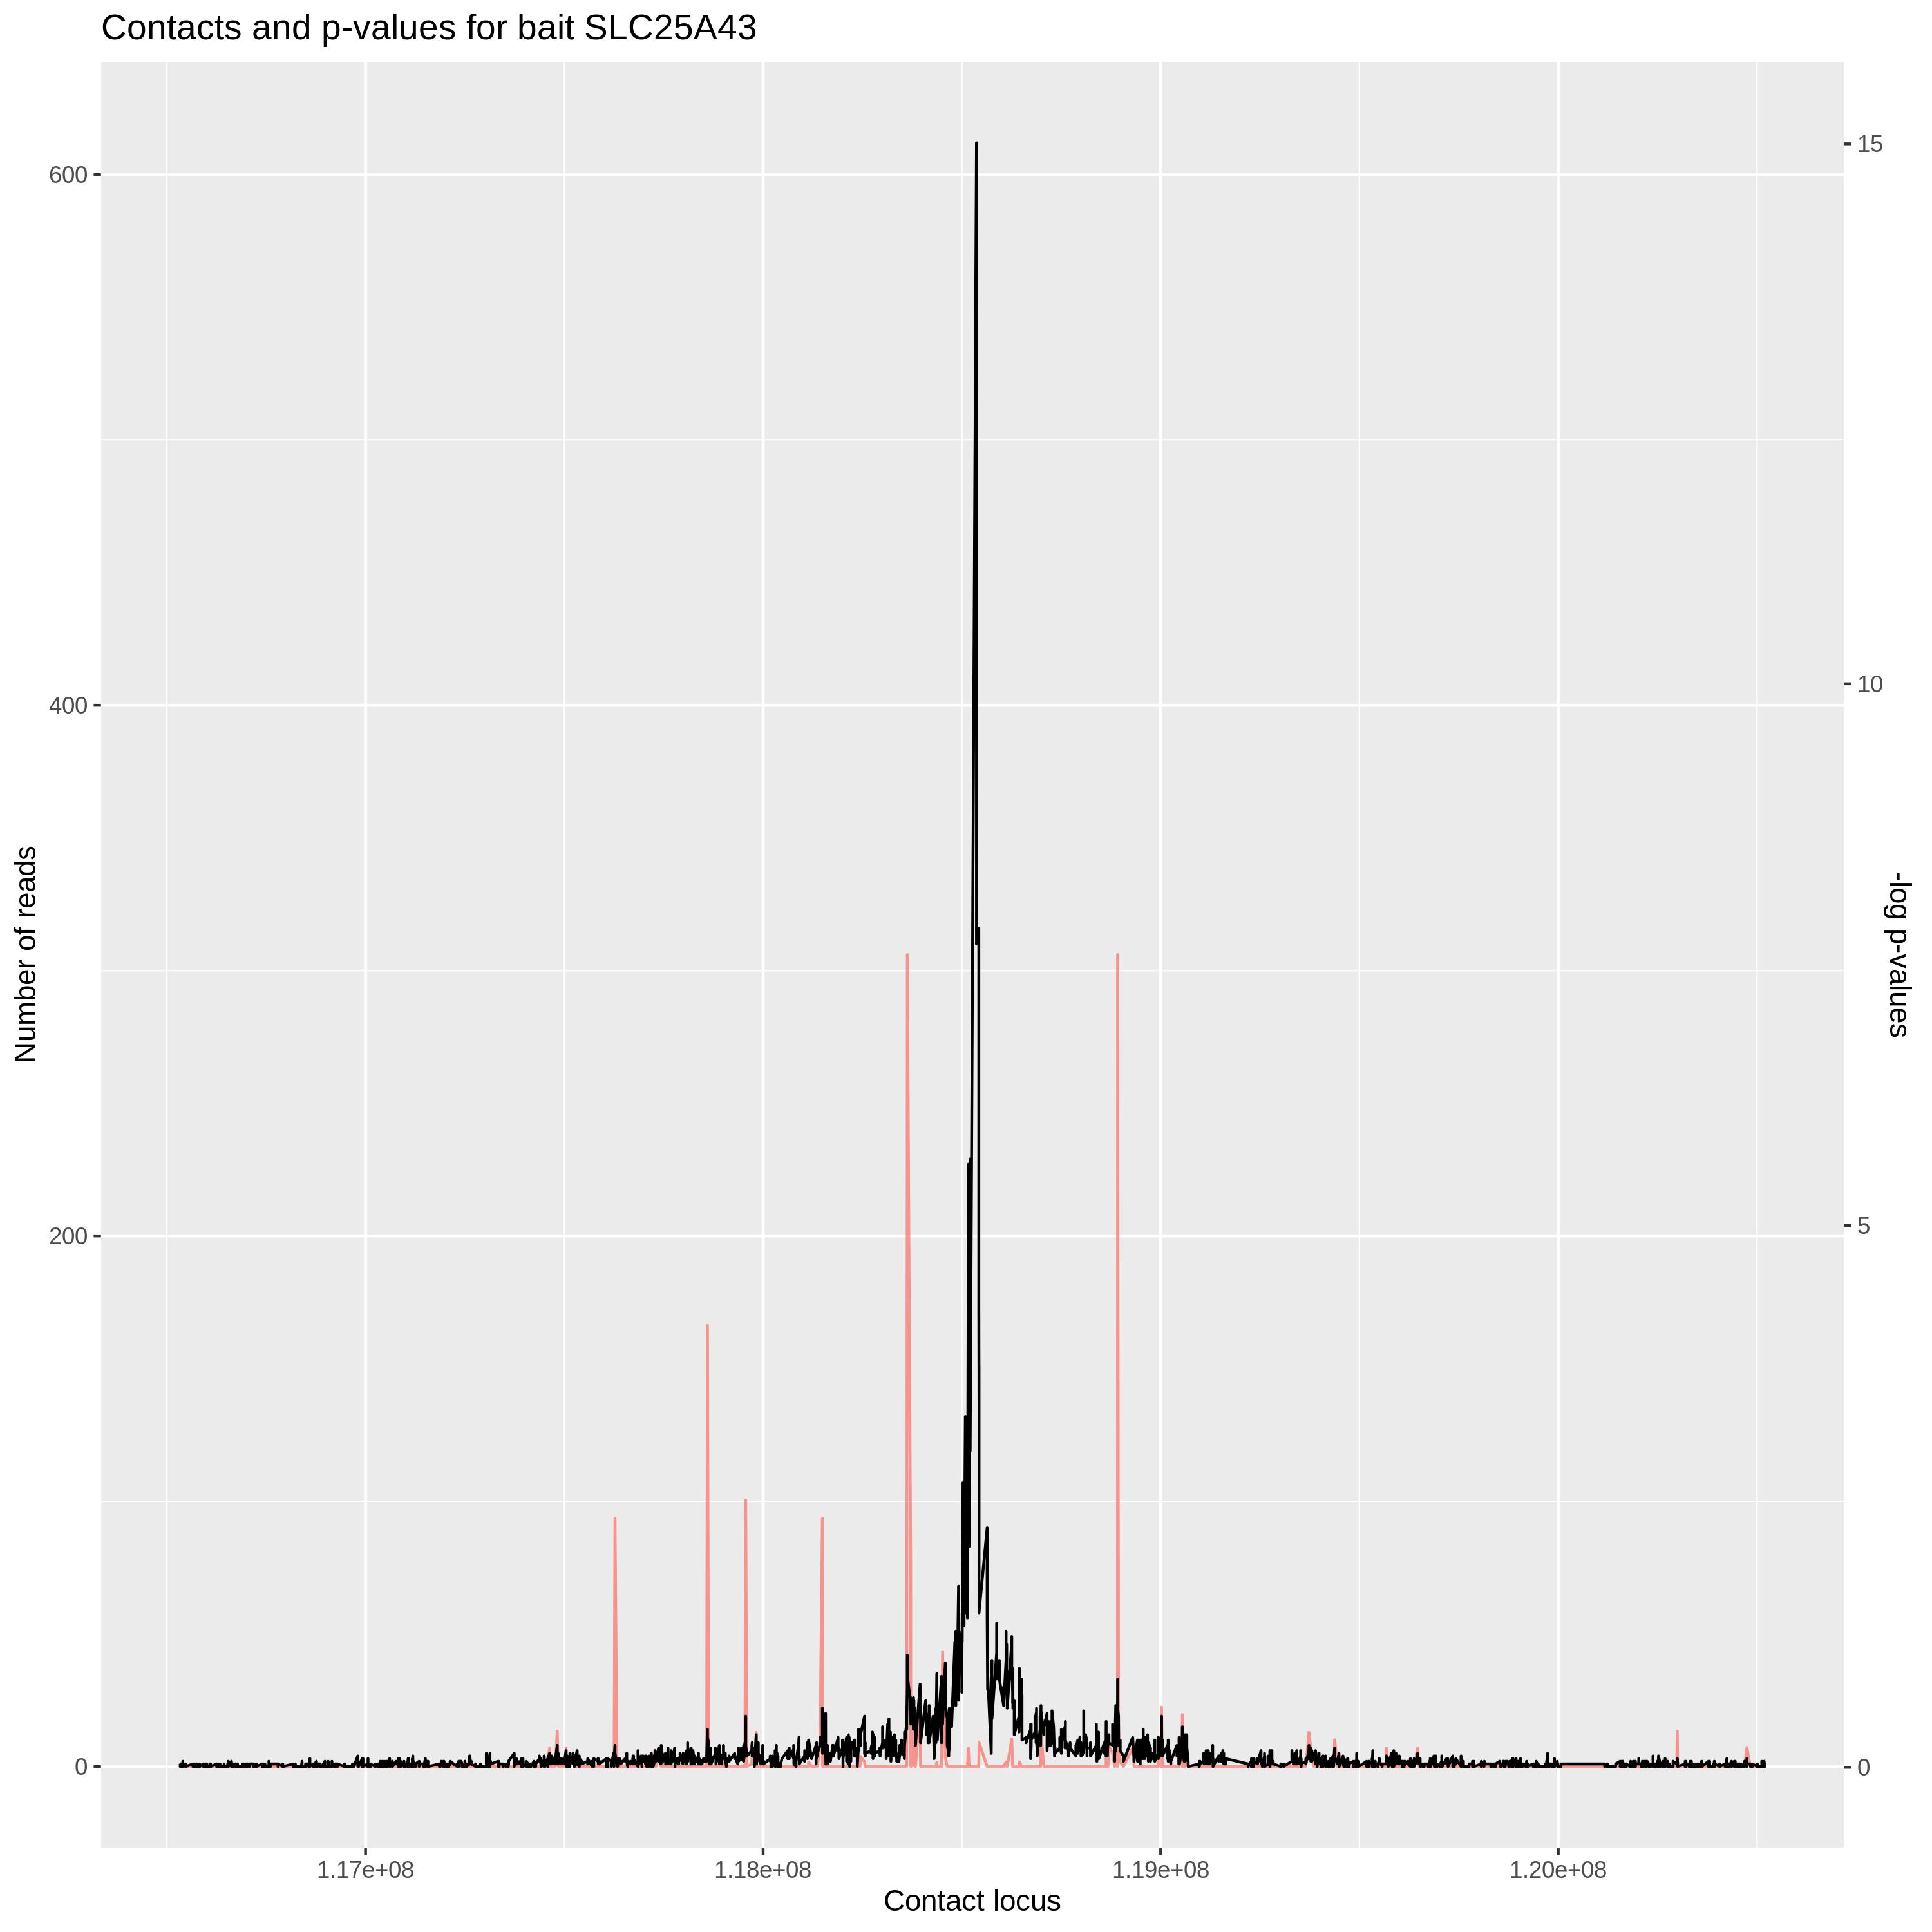 Contacts and p-values for bait SLC25A43
600
400
200
0
Number of reads
15
10
5
0
-log p-values
1.17e+08
1.18e+08
1.19e+08
1.20e+08
Contact locus